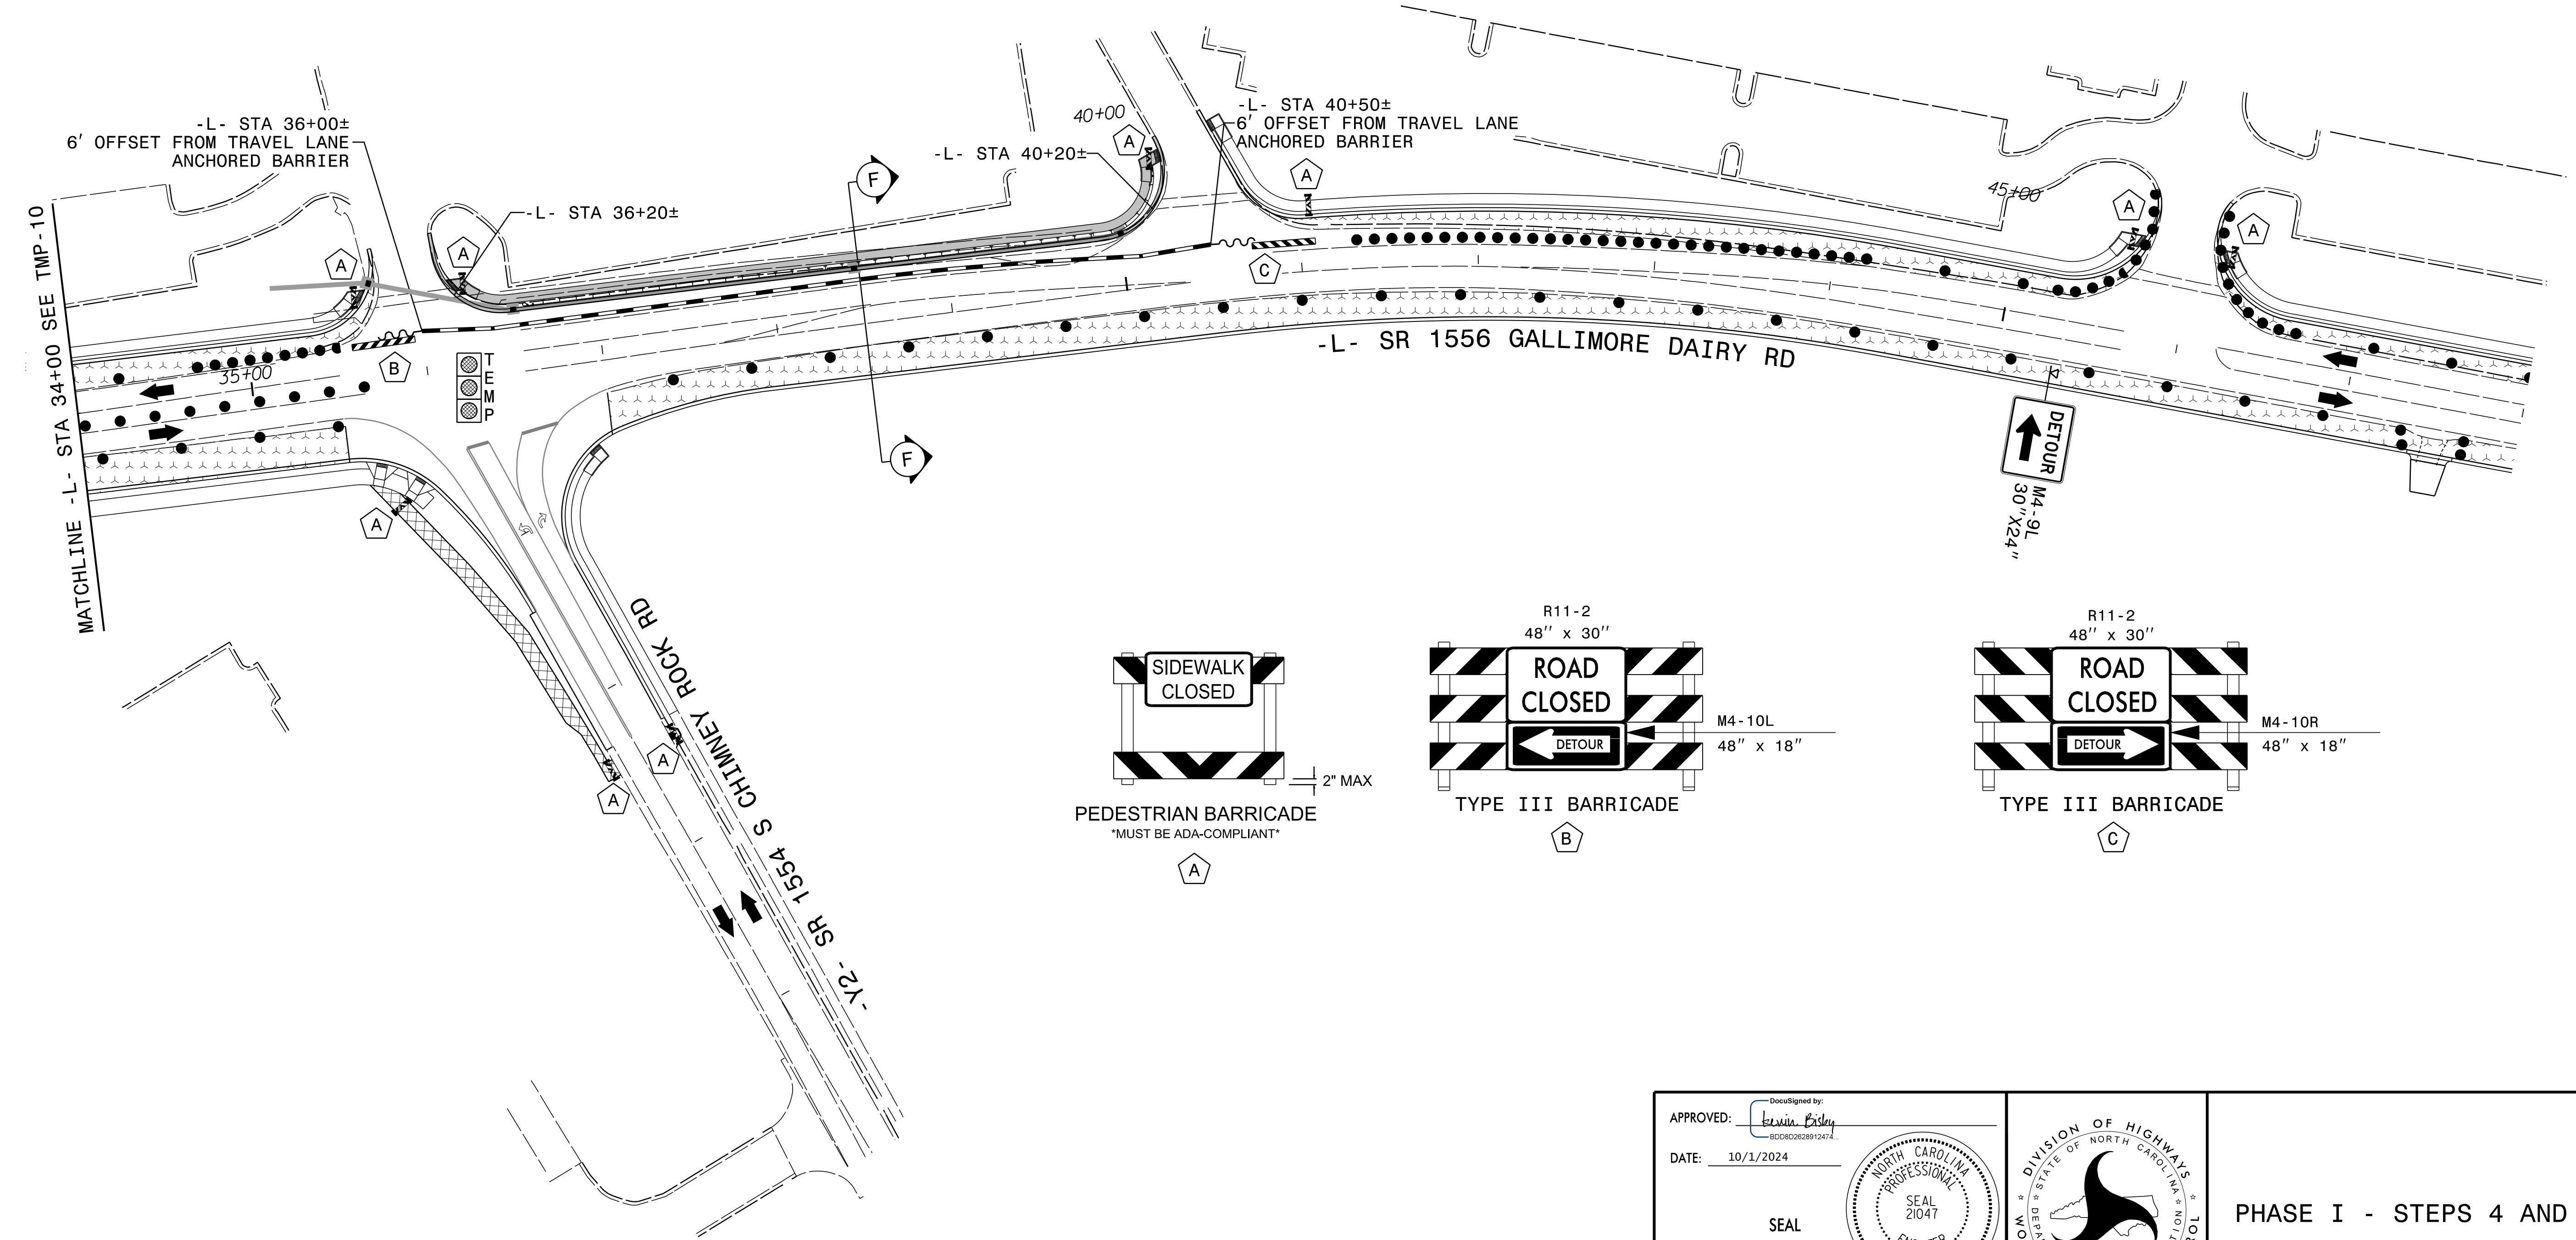 -L- STA 36+00±
6' OFFSET FROM TRAVEL LANE
ANCHORED BARRIER
-L- STA 36+20±
40+00
-L- STA 40+20±
-L- STA 40+50±
6' OFFSET FROM TRAVEL LANE
ANCHORED BARRIER
45+00
A
A
A
A
A
A
F
F
B
C
35+00
TEMP
MATCHLINE -L- STA 34+00 SEE TMP-10
-L- SR 1556 GALLIMORE DAIRY RD
DETOUR
M4-9L
30"X24"
A
A
A
-Y2- SR 1554 S CHIMNEY ROCK RD
SIDEWALK
CLOSED
2" MAX
PEDESTRIAN BARRICADE
*MUST BE ADA-COMPLIANT*
A
R11-2
48" x 30"
ROAD
CLOSED
DETOUR
M4-10L
48" x 18"
TYPE III BARRICADE
B
R11-2
48" x 30"
ROAD
CLOSED
DETOUR
M4-10R
48" x 18"
TYPE III BARRICADE
C
APPROVED:
DocuSigned by:
Kevin Bisby
BDD8D2628912474...
DATE: 10/1/2024
SEAL
NORTH CAROLINA
PROFESSIONAL
SEAL
21047
DIVISION OF HIGHWAYS
STATE OF NORTH CAROLINA
PHASE I - STEPS 4 AND